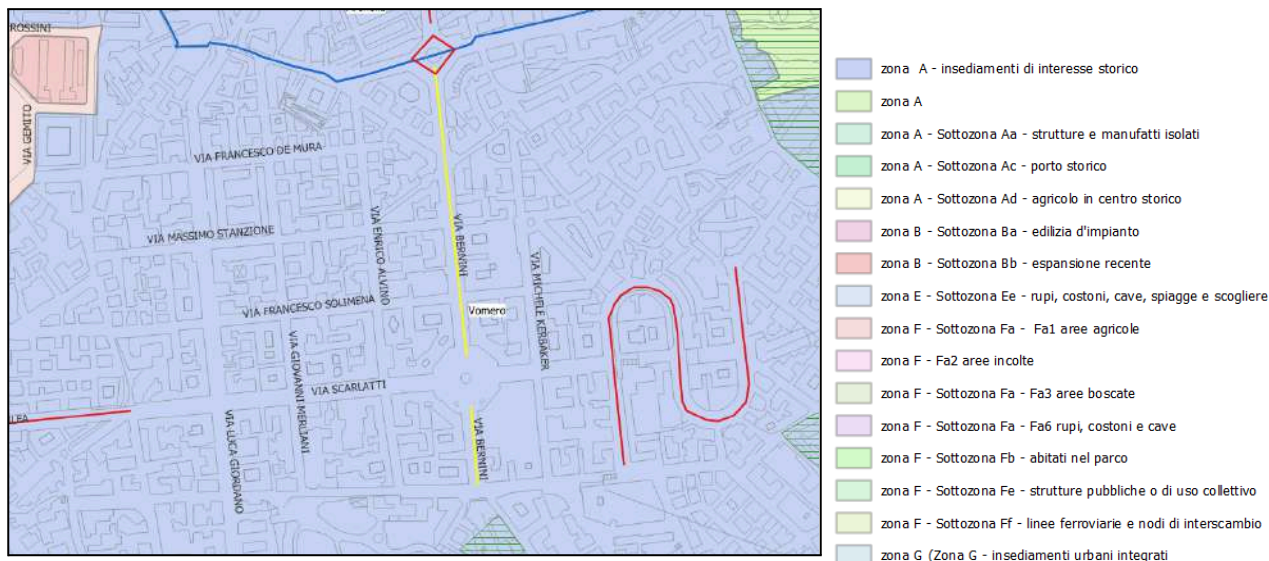 ROSSINI
VIA GEMITO
VIA FRANCESCO DE MURA
VIA MASSIMO STANZIONE
VIA ENRICO ALVINO
VIA BERNINI
VIA MICHELE KERBAKER
VIA FRANCESCO SOLIMENA
Vomero
VIA GIOVANNI MERLIANI
VIA SCARLATTI
VIA LUCA GIORDANO
VIA BERNINI
zona A - insediamenti di interesse storico
zona A
zona A - Sottozona Aa - strutture e manufatti isolati
zona A - Sottozona Ac - porto storico
zona A - Sottozona Ad - agricolo in centro storico
zona B - Sottozona Ba - edilizia d'impianto
zona B - Sottozona Bb - espansione recente
zona E - Sottozona Ee - rupi, costoni, cave, spiagge e scogliere
zona F - Sottozona Fa - Fa1 aree agricole
zona F - Fa2 aree incolte
zona F - Sottozona Fa - Fa3 aree boscate
zona F - Sottozona Fa - Fa6 rupi, costoni e cave
zona F - Sottozona Fb - abitati nel parco
zona F - Sottozona Fe - strutture pubbliche o di uso collettivo
zona F - Sottozona Ff - linee ferroviarie e nodi di interscambio
zona G (Zona G - insediamenti urbani integrati